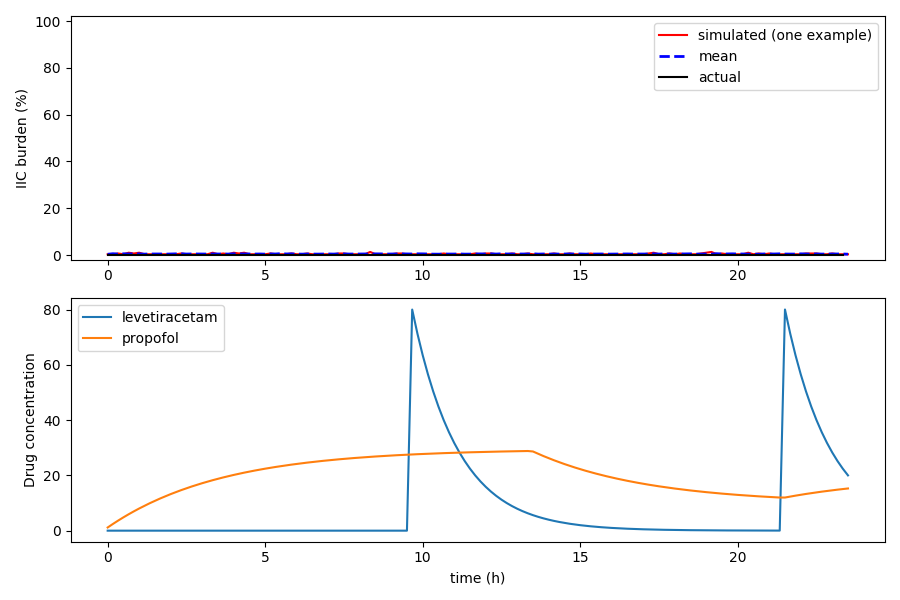 100
80
60
40
20
0
IIC burden (%)
simulated (one example)
mean
actual
0
5
10
15
20
80
60
40
20
0
Drug concentration
levetiracetam
propofol
0
5
10
15
20
time (h)